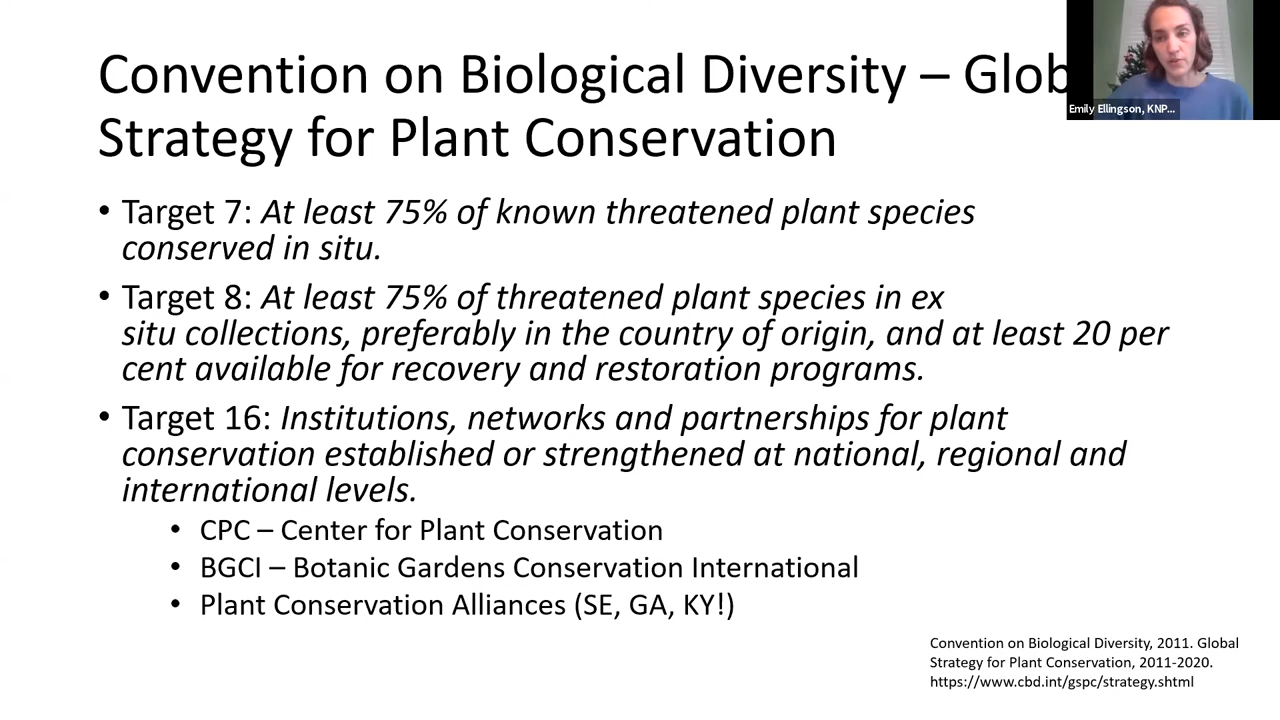 Convention on Biological Diversity – Glob
Strategy for Plant Conservation
Emily Ellingson, KNP...
• Target 7: At least 75% of known threatened plant species
conserved in situ.
• Target 8: At least 75% of threatened plant species in ex
situ collections, preferably in the country of origin, and at least 20 per
cent available for recovery and restoration programs.
• Target 16: Institutions, networks and partnerships for plant
conservation established or strengthened at national, regional and
international levels.
• CPC – Center for Plant Conservation
• BGCI – Botanic Gardens Conservation International
• Plant Conservation Alliances (SE, GA, KY!)
Convention on Biological Diversity, 2011. Global
Strategy for Plant Conservation, 2011-2020.
https://www.cbd.int/gspc/strategy.shtml